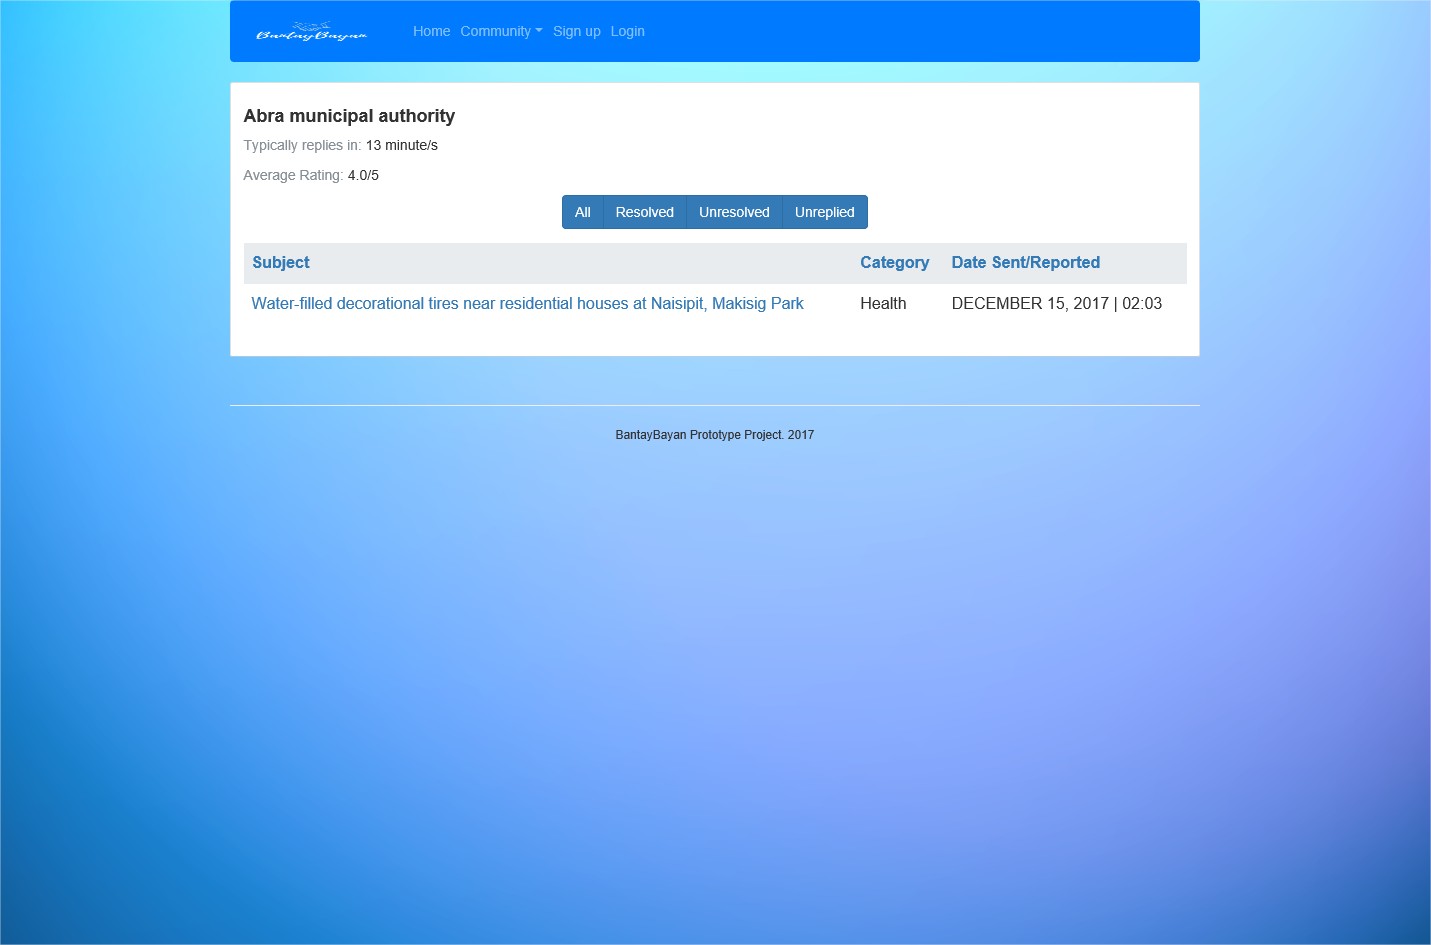 BantayBayan
Home Community Sign up Login
Abra municipal authority
Typically replies in: 13 minute/s
Average Rating: 4.0/5
All Resolved Unresolved Unreplied
Subject Category Date Sent/Reported
Water-filled decorational tires near residential houses at Naisipit, Makisig Park Health DECEMBER 15, 2017 | 02:03
BantayBayan Prototype Project. 2017